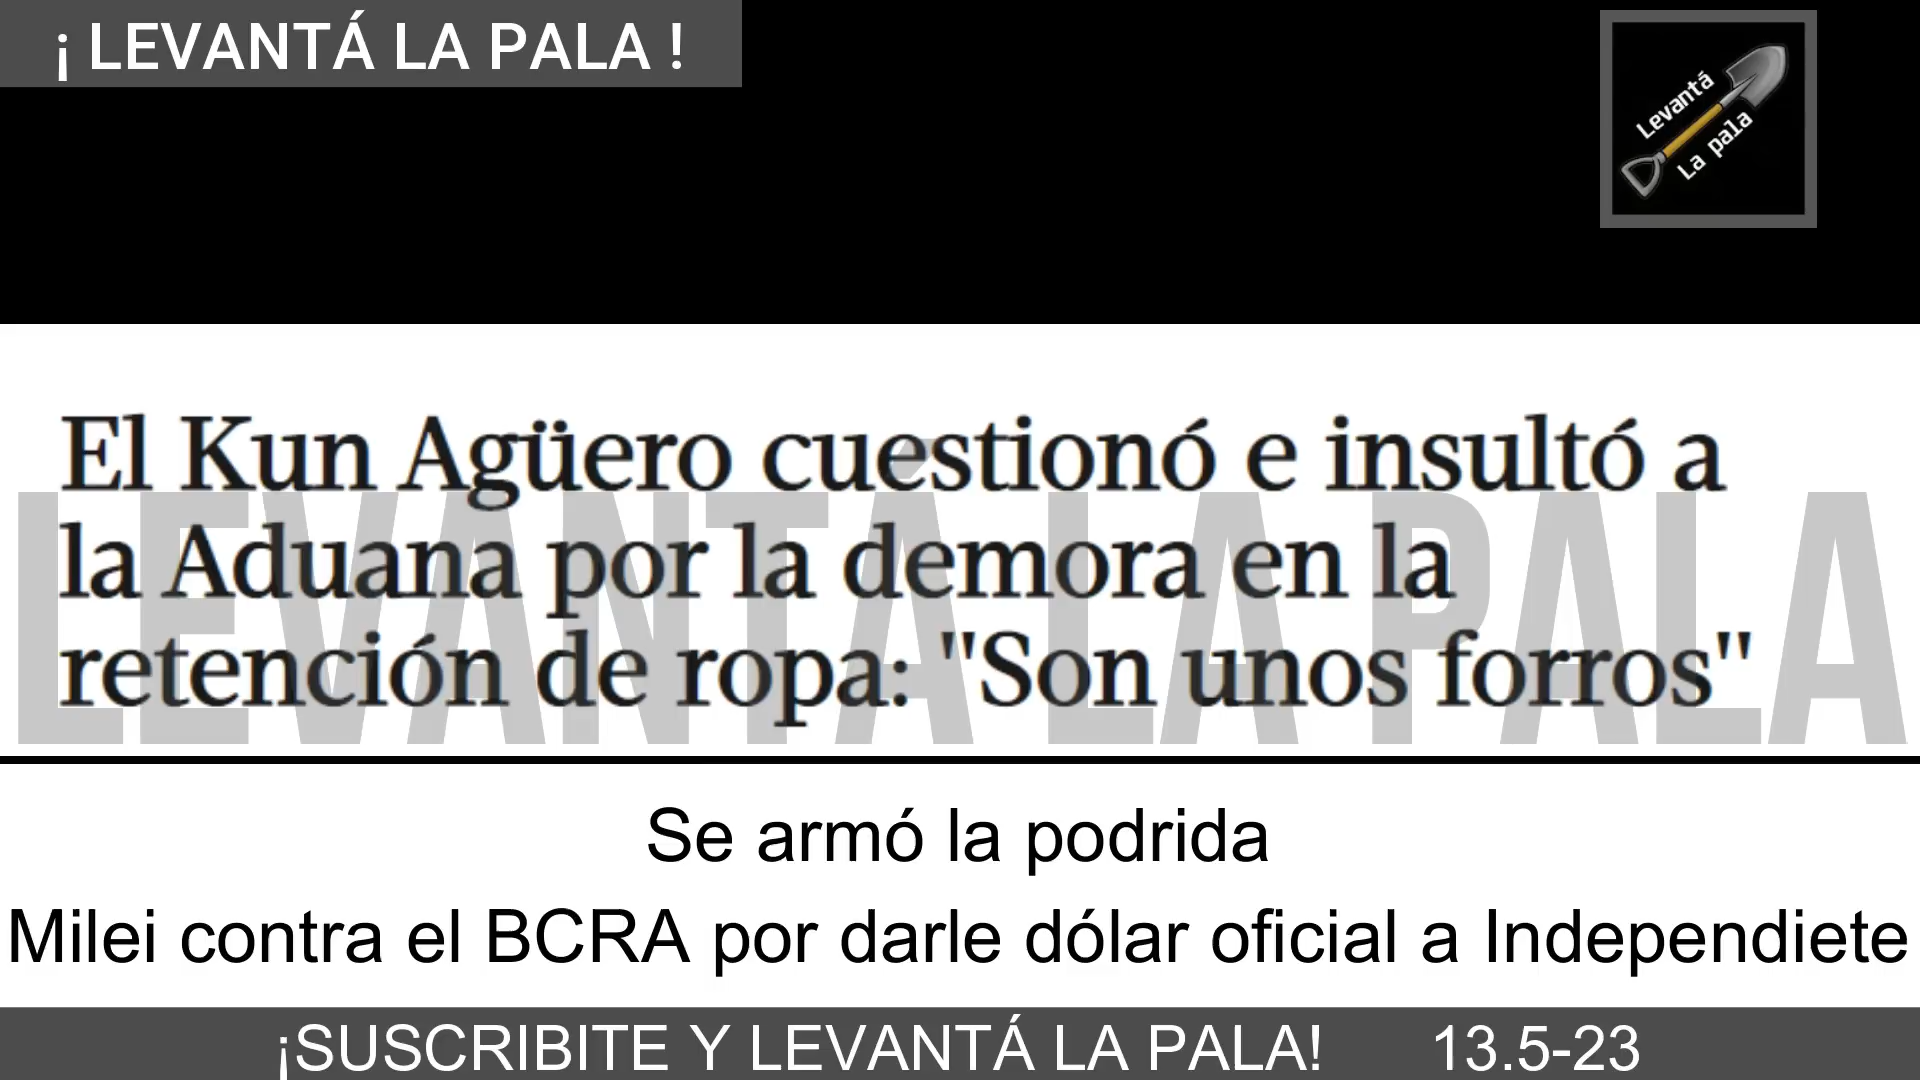 ¡ LEVANTÁ LA PALA !
Levantá
La pala
El Kun Agüero cuestionó e insultó a
la Aduana por la demora en la
retención de ropa: "Son unos forros"
LEVANTÁ LA PALA
Se armó la podrida
Milei contra el BCRA por darle dólar oficial a Independiete
¡SUSCRIBITE Y LEVANTÁ LA PALA! 13.5-23